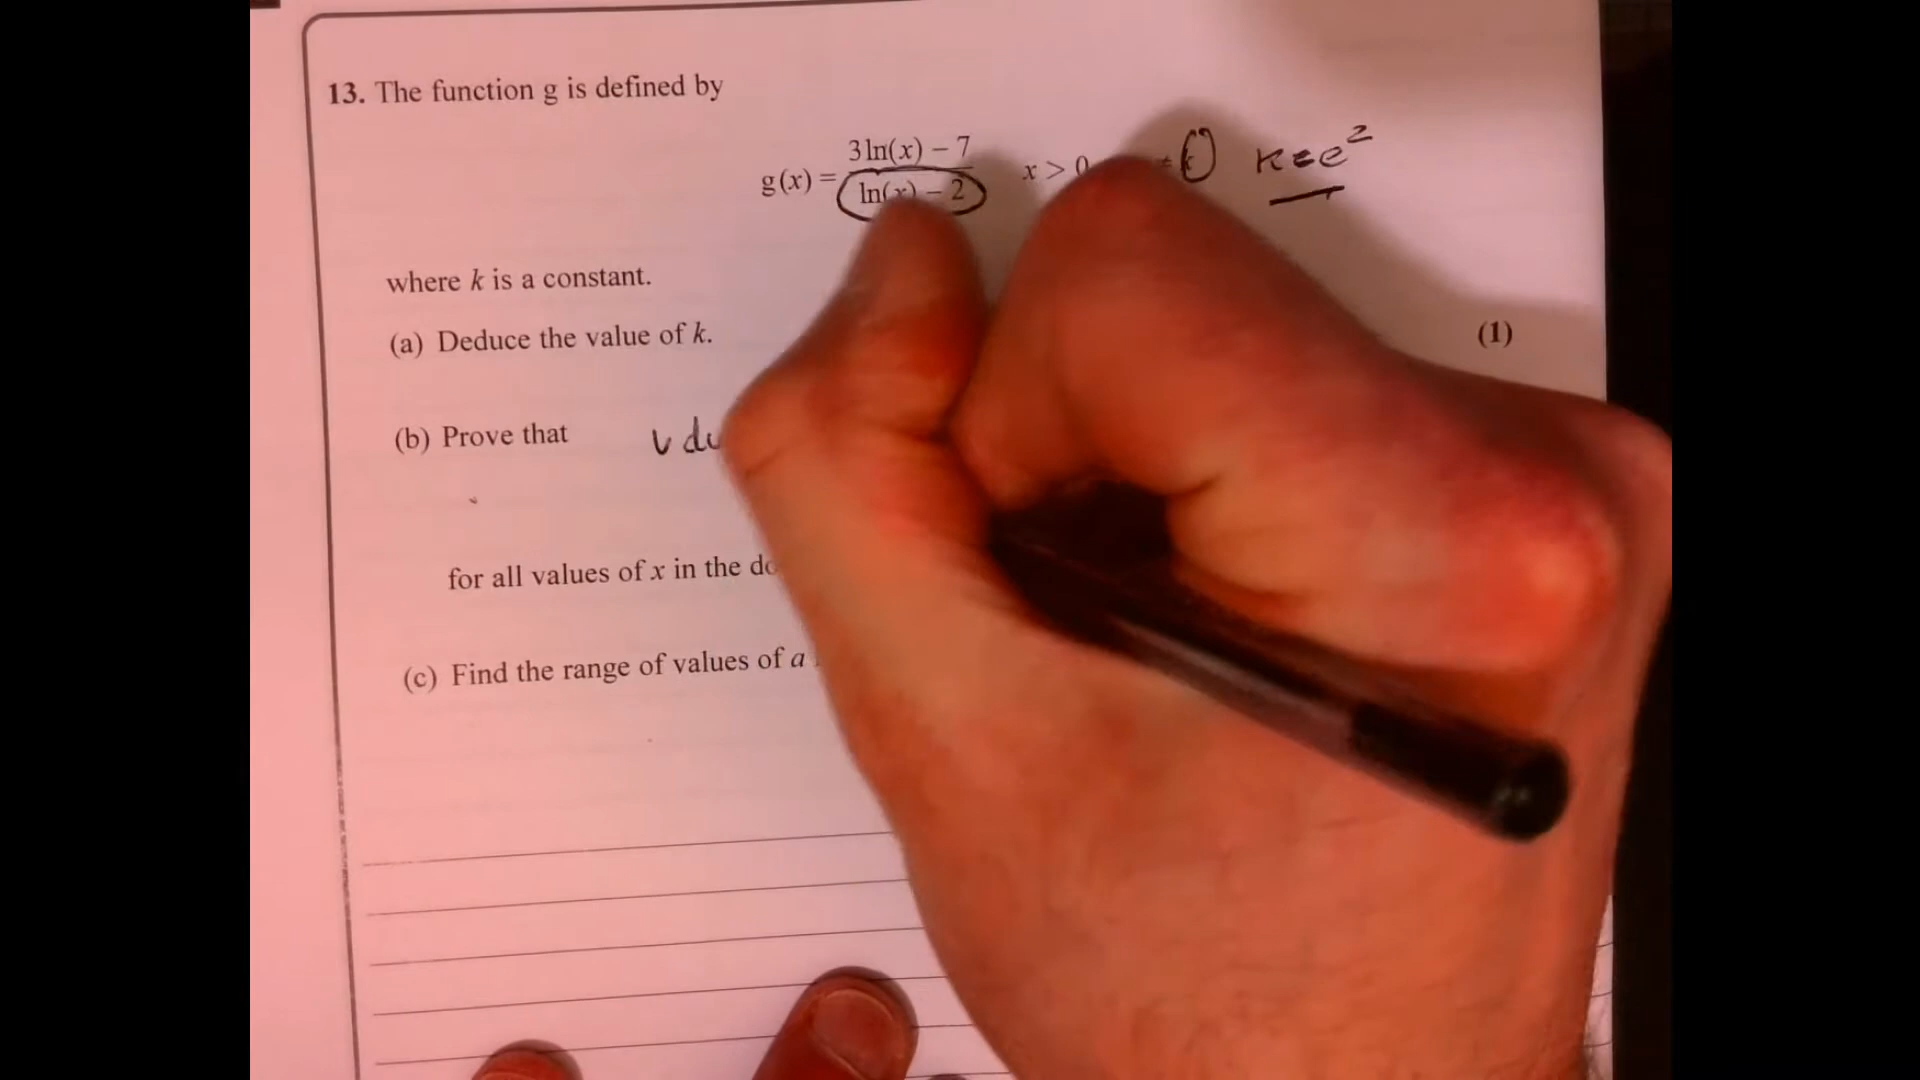 13. The function g is defined by
g(x) = 3ln(x) − 7 / ln(x) − 2 x > 0 ≠ k k = e²
where k is a constant.
(a) Deduce the value of k.
(1)
(b) Prove that
v du
for all values of x in the
(c) Find the range of values of a